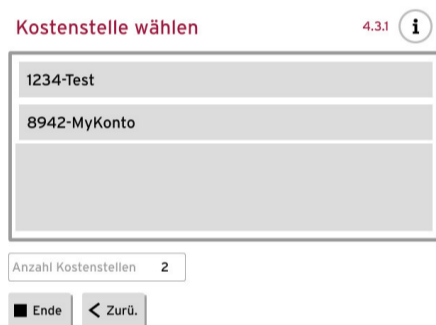 Kostenstelle wählen 4.3.1 i
1234-Test
8942-MyKonto
Anzahl Kostenstellen 2
Ende < Zurü.